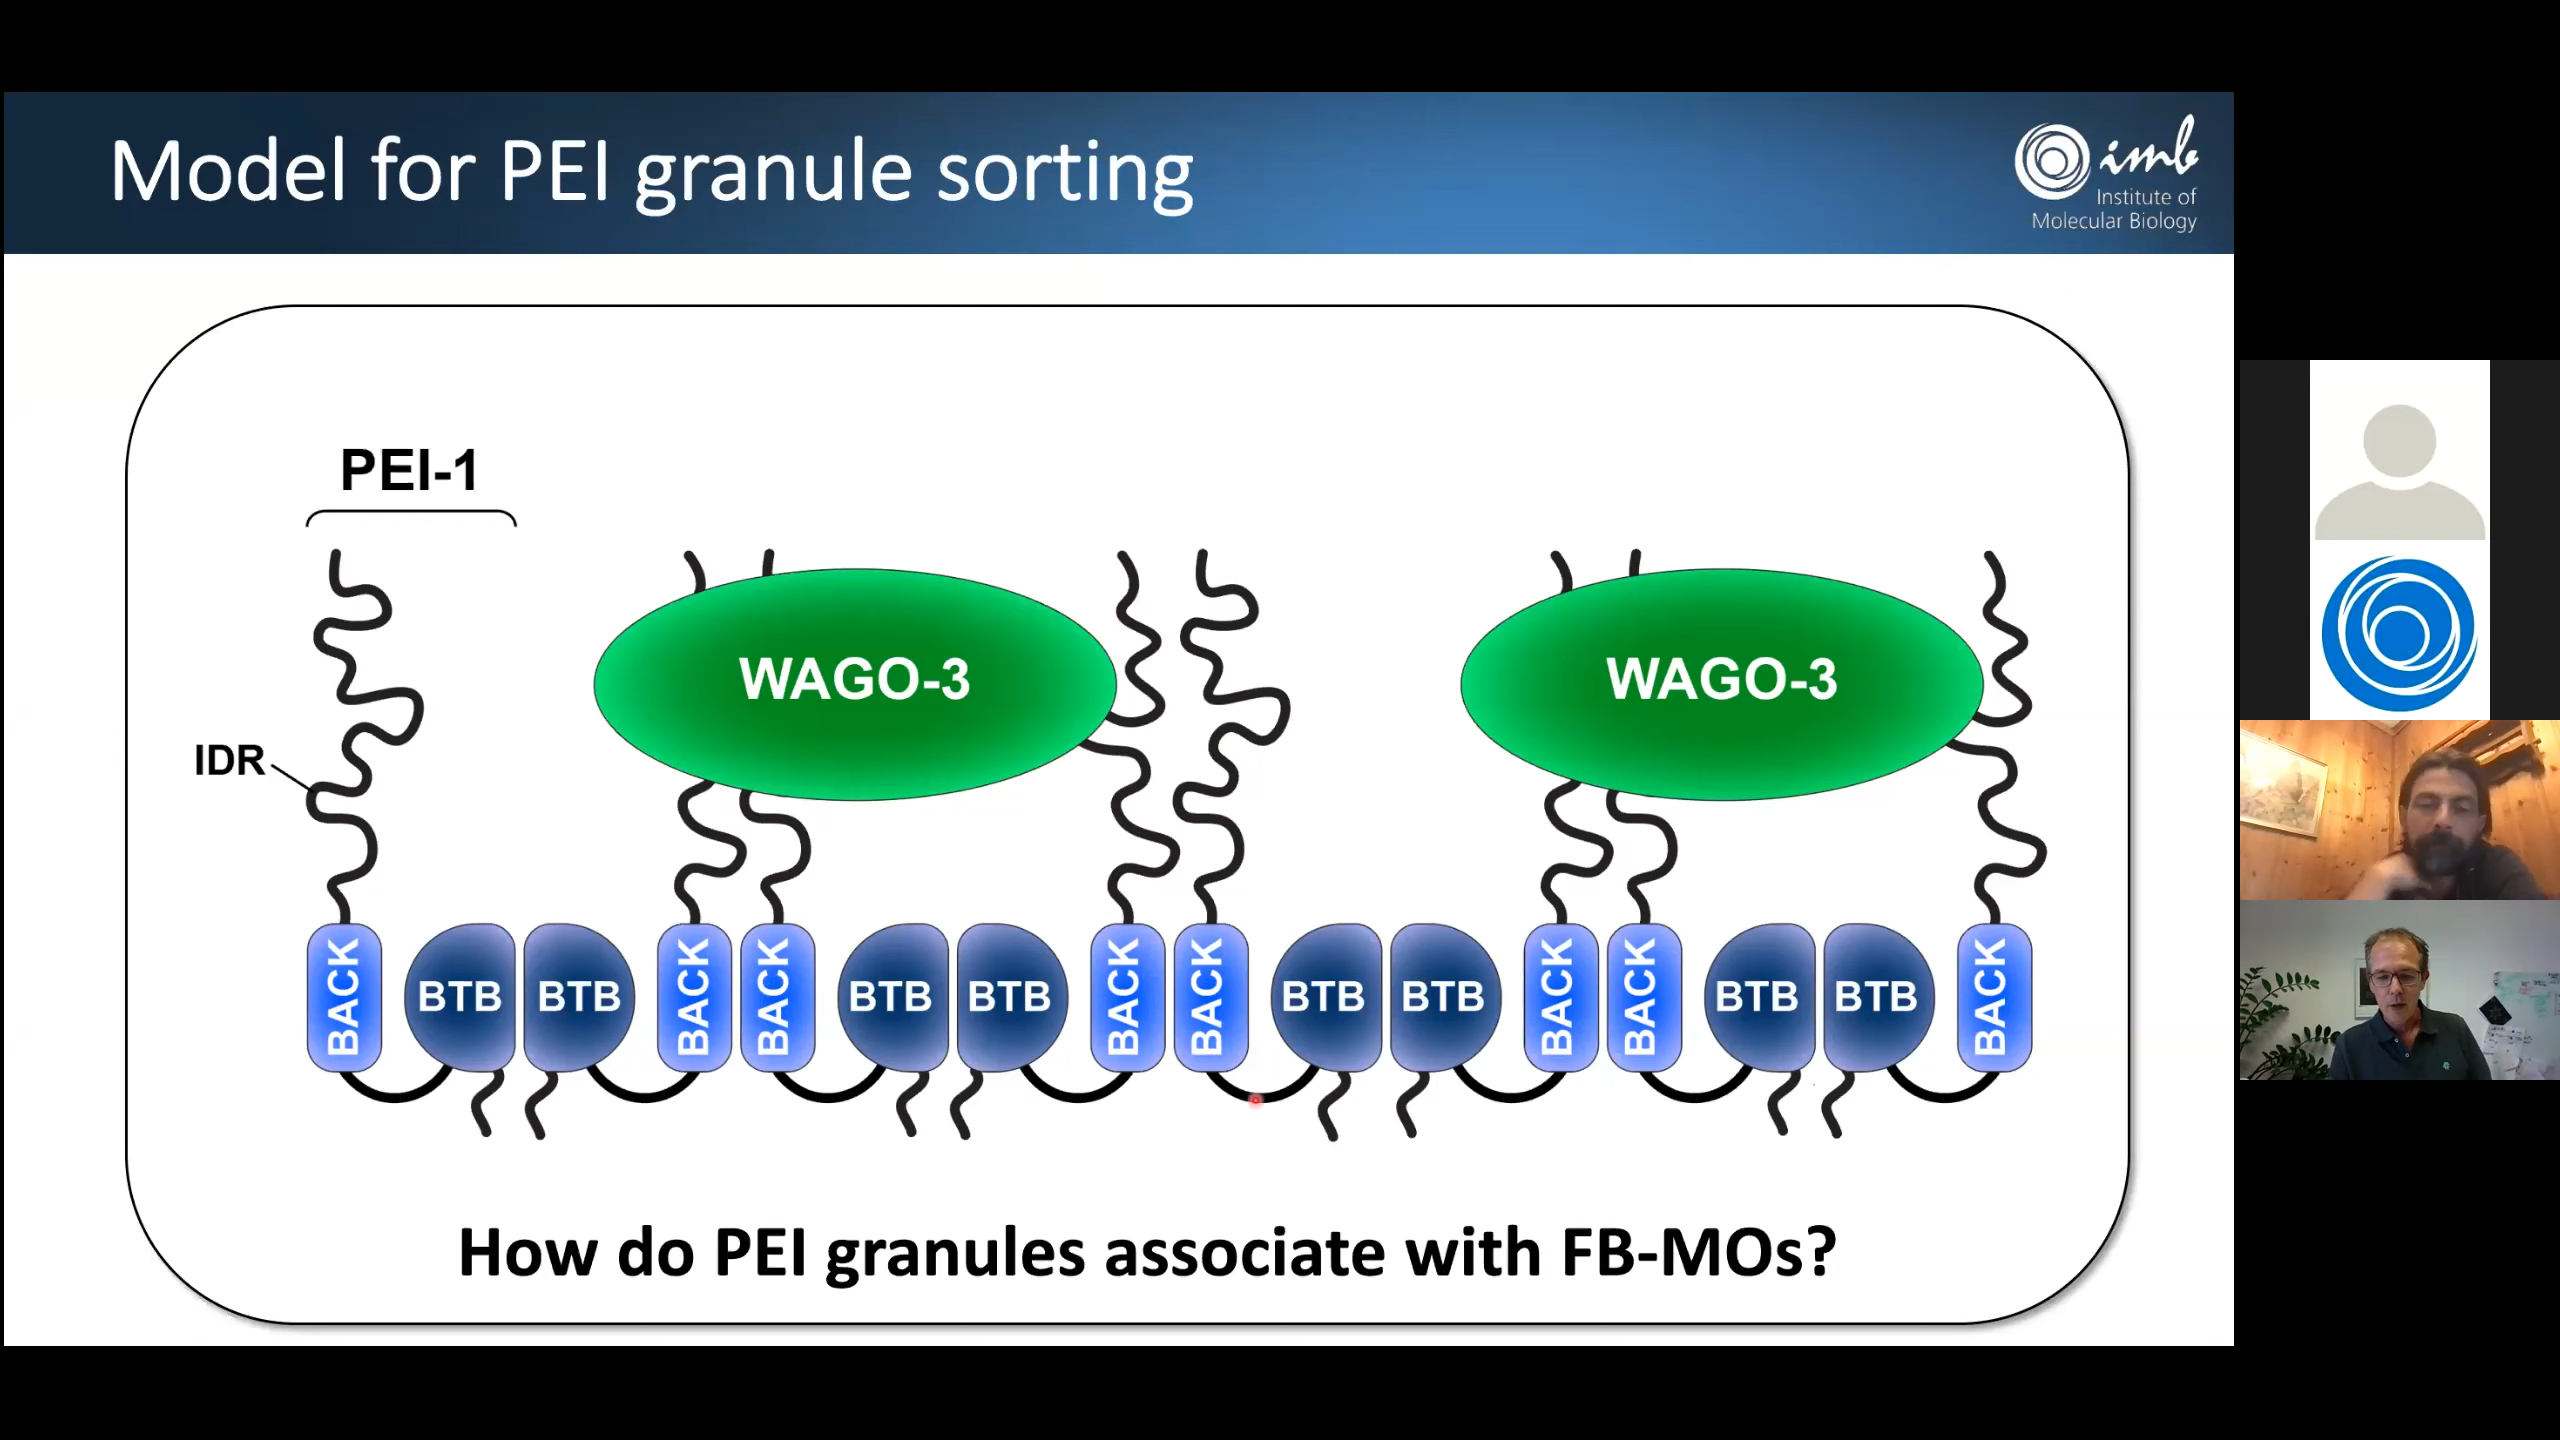 Model for PEI granule sorting
imb
Institute of
Molecular Biology
PEI-1
WAGO-3
WAGO-3
IDR
BACK
BTB
BTB
BACK
BACK
BTB
BTB
BACK
BACK
BTB
BTB
BACK
BACK
BTB
BTB
BACK
How do PEI granules associate with FB-MOs?